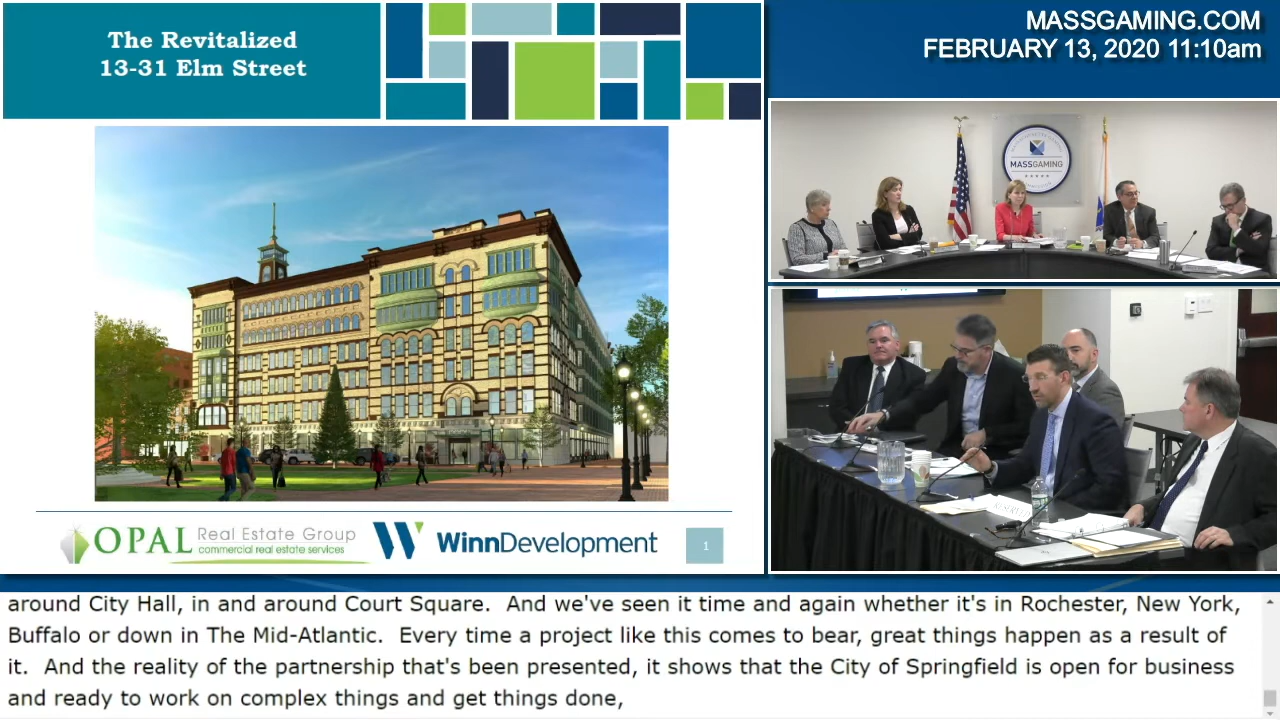 The Revitalized
13-31 Elm Street
MASSGAMING.COM
FEBRUARY 13, 2020 11:10am
MASSGAMING
RESERVED
OPAL Real Estate Group
commercial real estate services
WinnDevelopment
1
around City Hall, in and around Court Square.  And we've seen it time and again whether it's in Rochester, New York,
Buffalo or down in The Mid-Atlantic.  Every time a project like this comes to bear, great things happen as a result of
it.  And the reality of the partnership that's been presented, it shows that the City of Springfield is open for business
and ready to work on complex things and get things done,